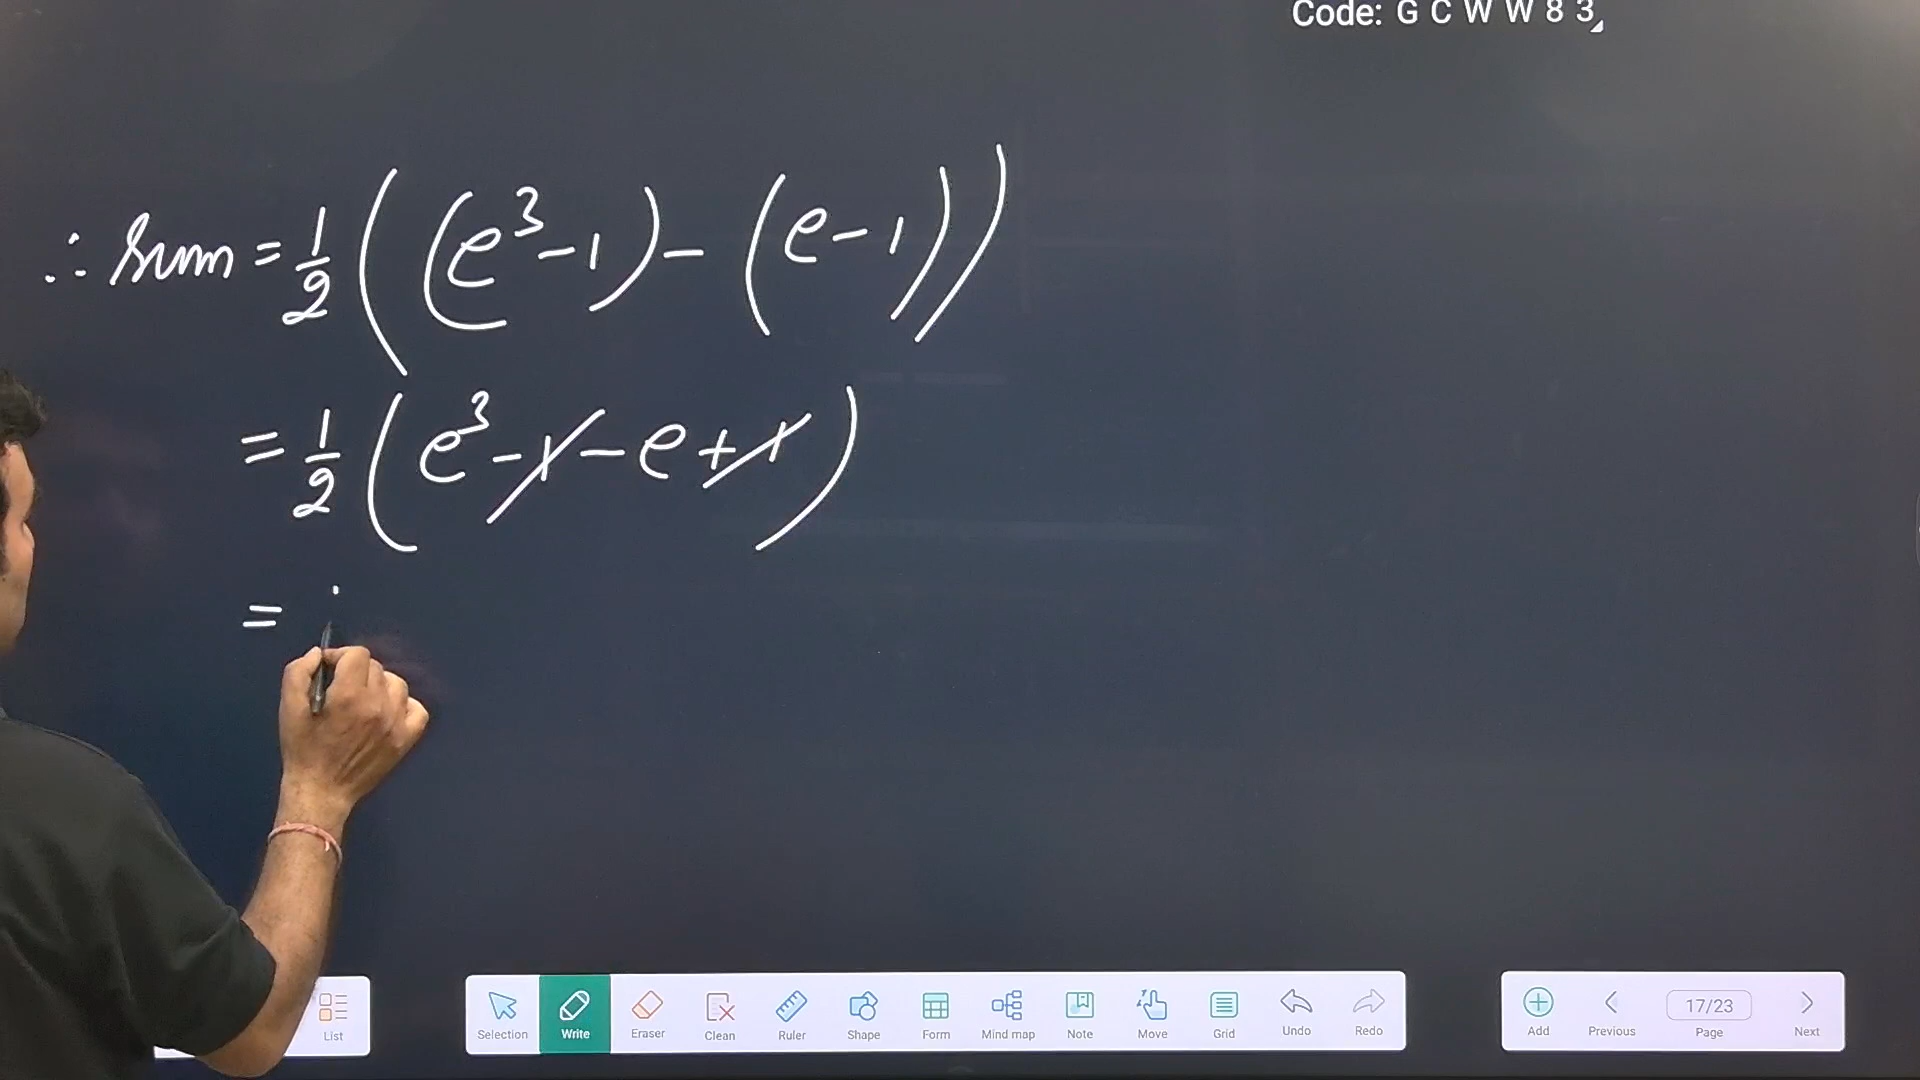 Code: G C W W 8 3
∴ Sum = 1/2 ( (e³ - 1) - (e - 1) )
= 1/2 ( e³ - 1 - e + 1 )
=
List
Selection Write Eraser Clean Ruler Shape Form Mind map Note Move Grid Undo Redo
Add Previous 17/23 Page Next